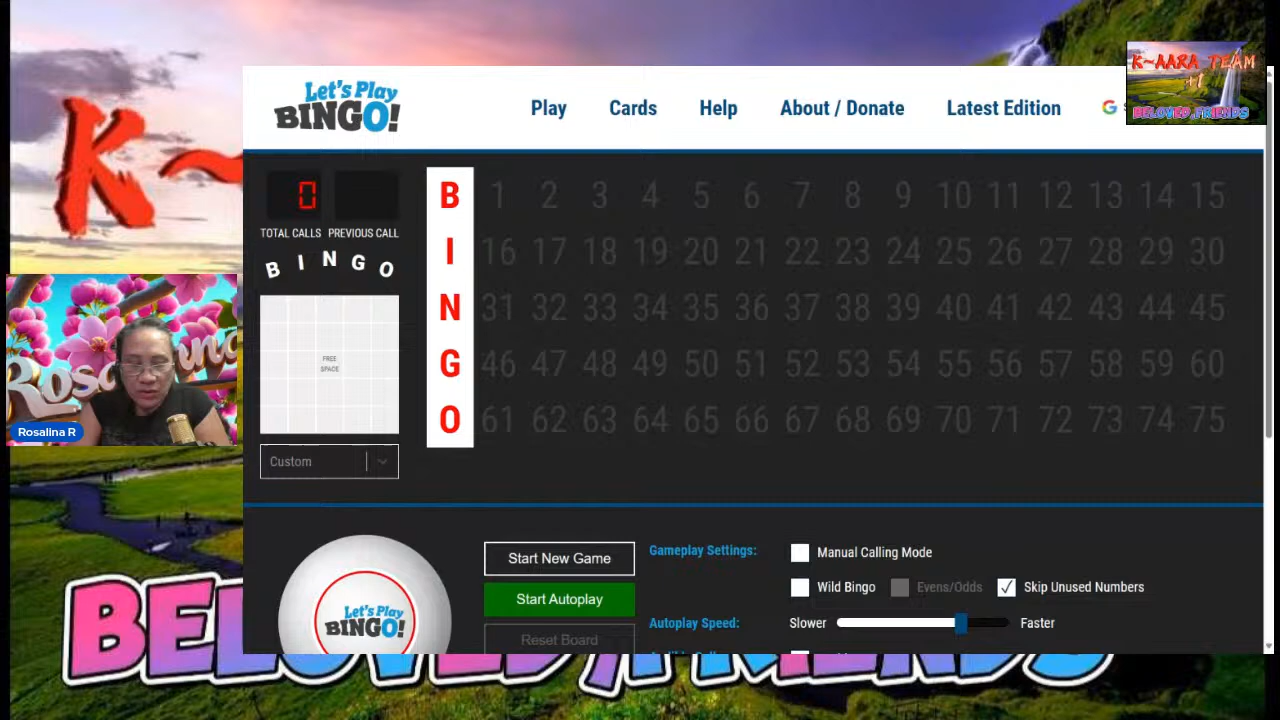 K~
Let's Play
BINGO!
Play
Cards
Help
About / Donate
Latest Edition
K~AARA TEAM
+1
BELOVED,FRIENDS
0
TOTAL CALLS
PREVIOUS CALL
B I N G O
FREE
SPACE
Custom
B 1 2 3 4 5 6 7 8 9 10 11 12 13 14 15
I 16 17 18 19 20 21 22 23 24 25 26 27 28 29 30
N 31 32 33 34 35 36 37 38 39 40 41 42 43 44 45
G 46 47 48 49 50 51 52 53 54 55 56 57 58 59 60
O 61 62 63 64 65 66 67 68 69 70 71 72 73 74 75
Rosalina R
Let's Play
BINGO!
Start New Game
Start Autoplay
Reset Board
Gameplay Settings:
Manual Calling Mode
Wild Bingo
Evens/Odds
Skip Unused Numbers
Autoplay Speed:
Slower
Faster
BELOVED,FRIENDS